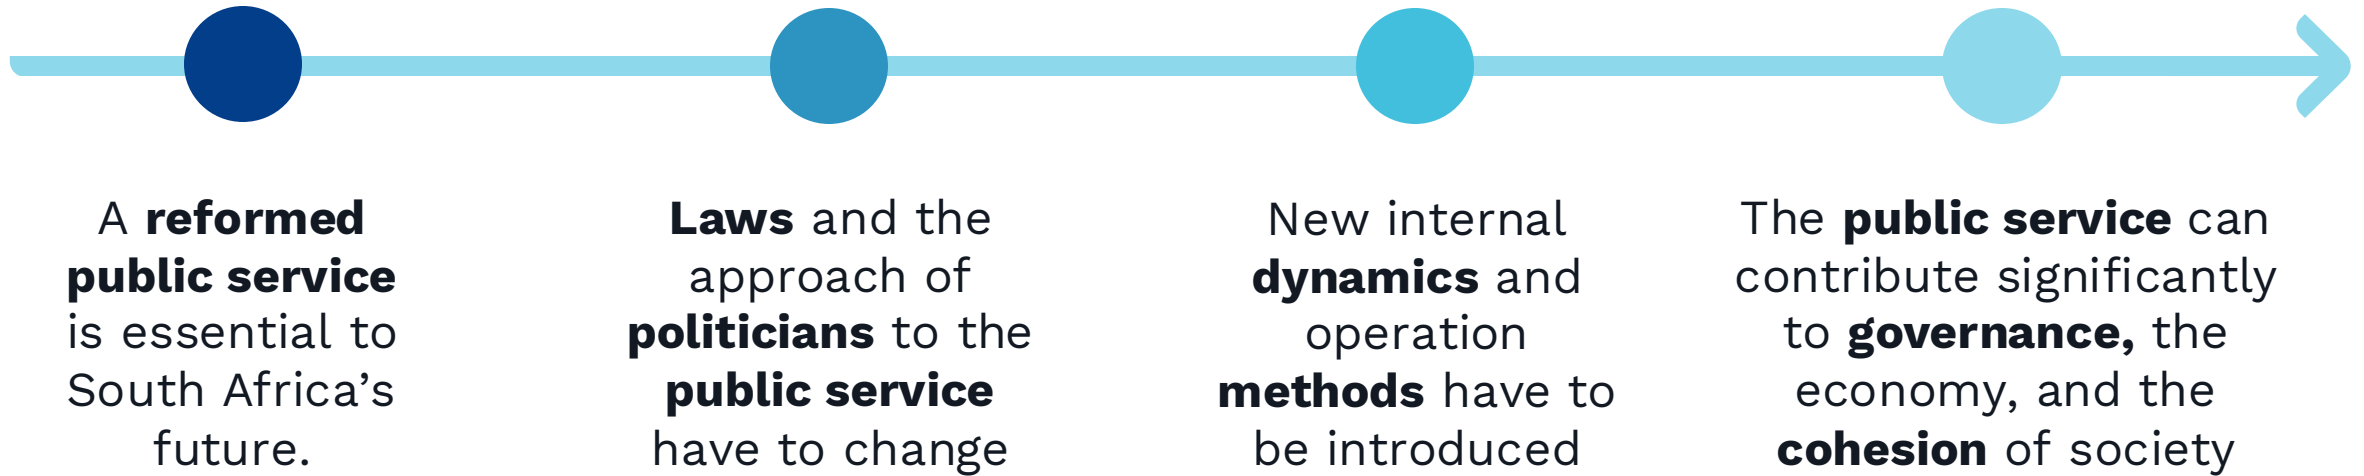 A reformed
public service
is essential to
South Africa’s
future.
Laws and the
approach of
politicians to the
public service
have to change
New internal
dynamics and
operation
methods have to
be introduced
The public service can
contribute significantly
to governance, the
economy, and the
cohesion of society